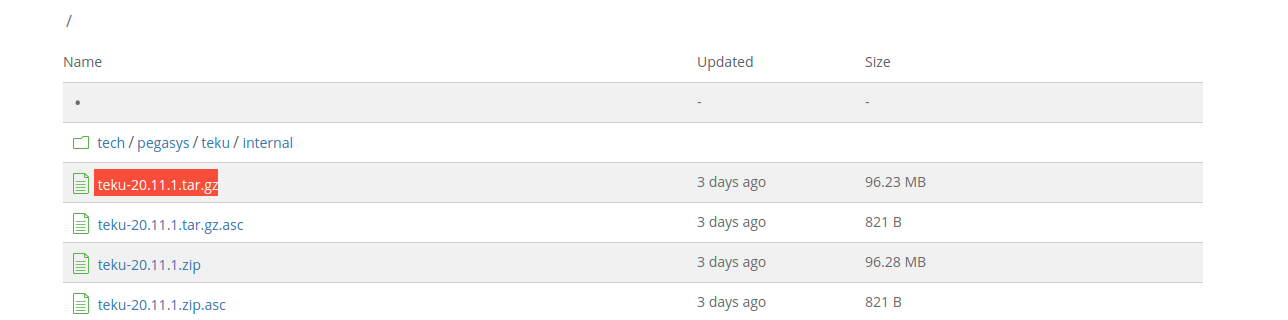 /
Name Updated Size
• - -
tech / pegasys / teku / internal
teku-20.11.1.tar.gz 3 days ago 96.23 MB
teku-20.11.1.tar.gz.asc 3 days ago 821 B
teku-20.11.1.zip 3 days ago 96.28 MB
teku-20.11.1.zip.asc 3 days ago 821 B